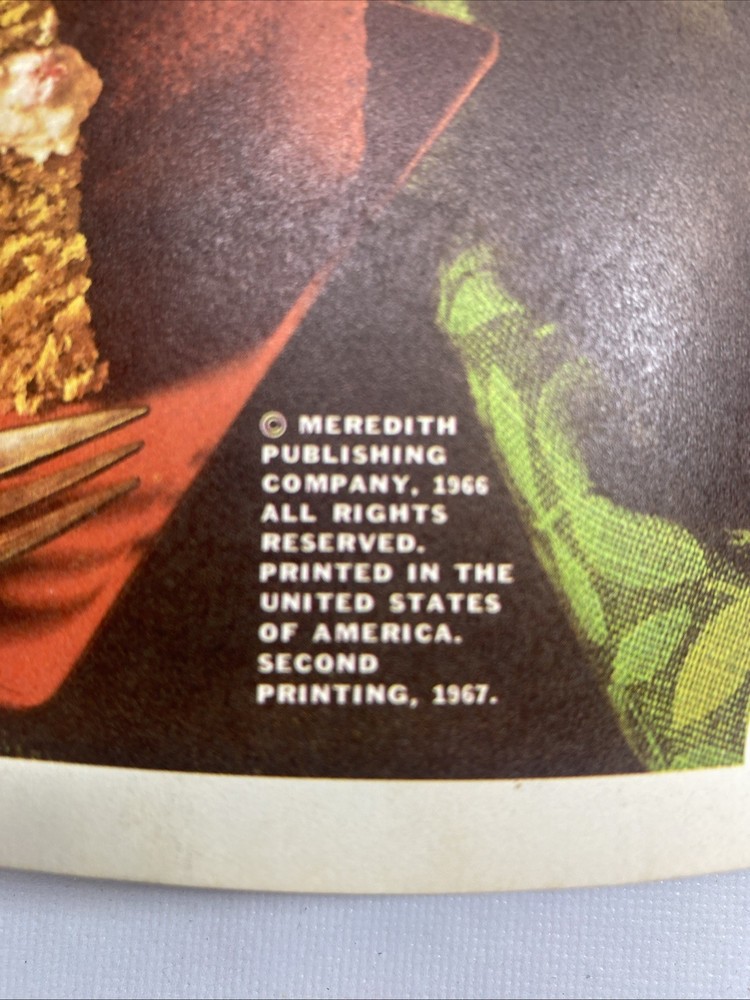 © MEREDITH
PUBLISHING
COMPANY, 1966
ALL RIGHTS
RESERVED.
PRINTED IN THE
UNITED STATES
OF AMERICA.
SECOND
PRINTING, 1967.